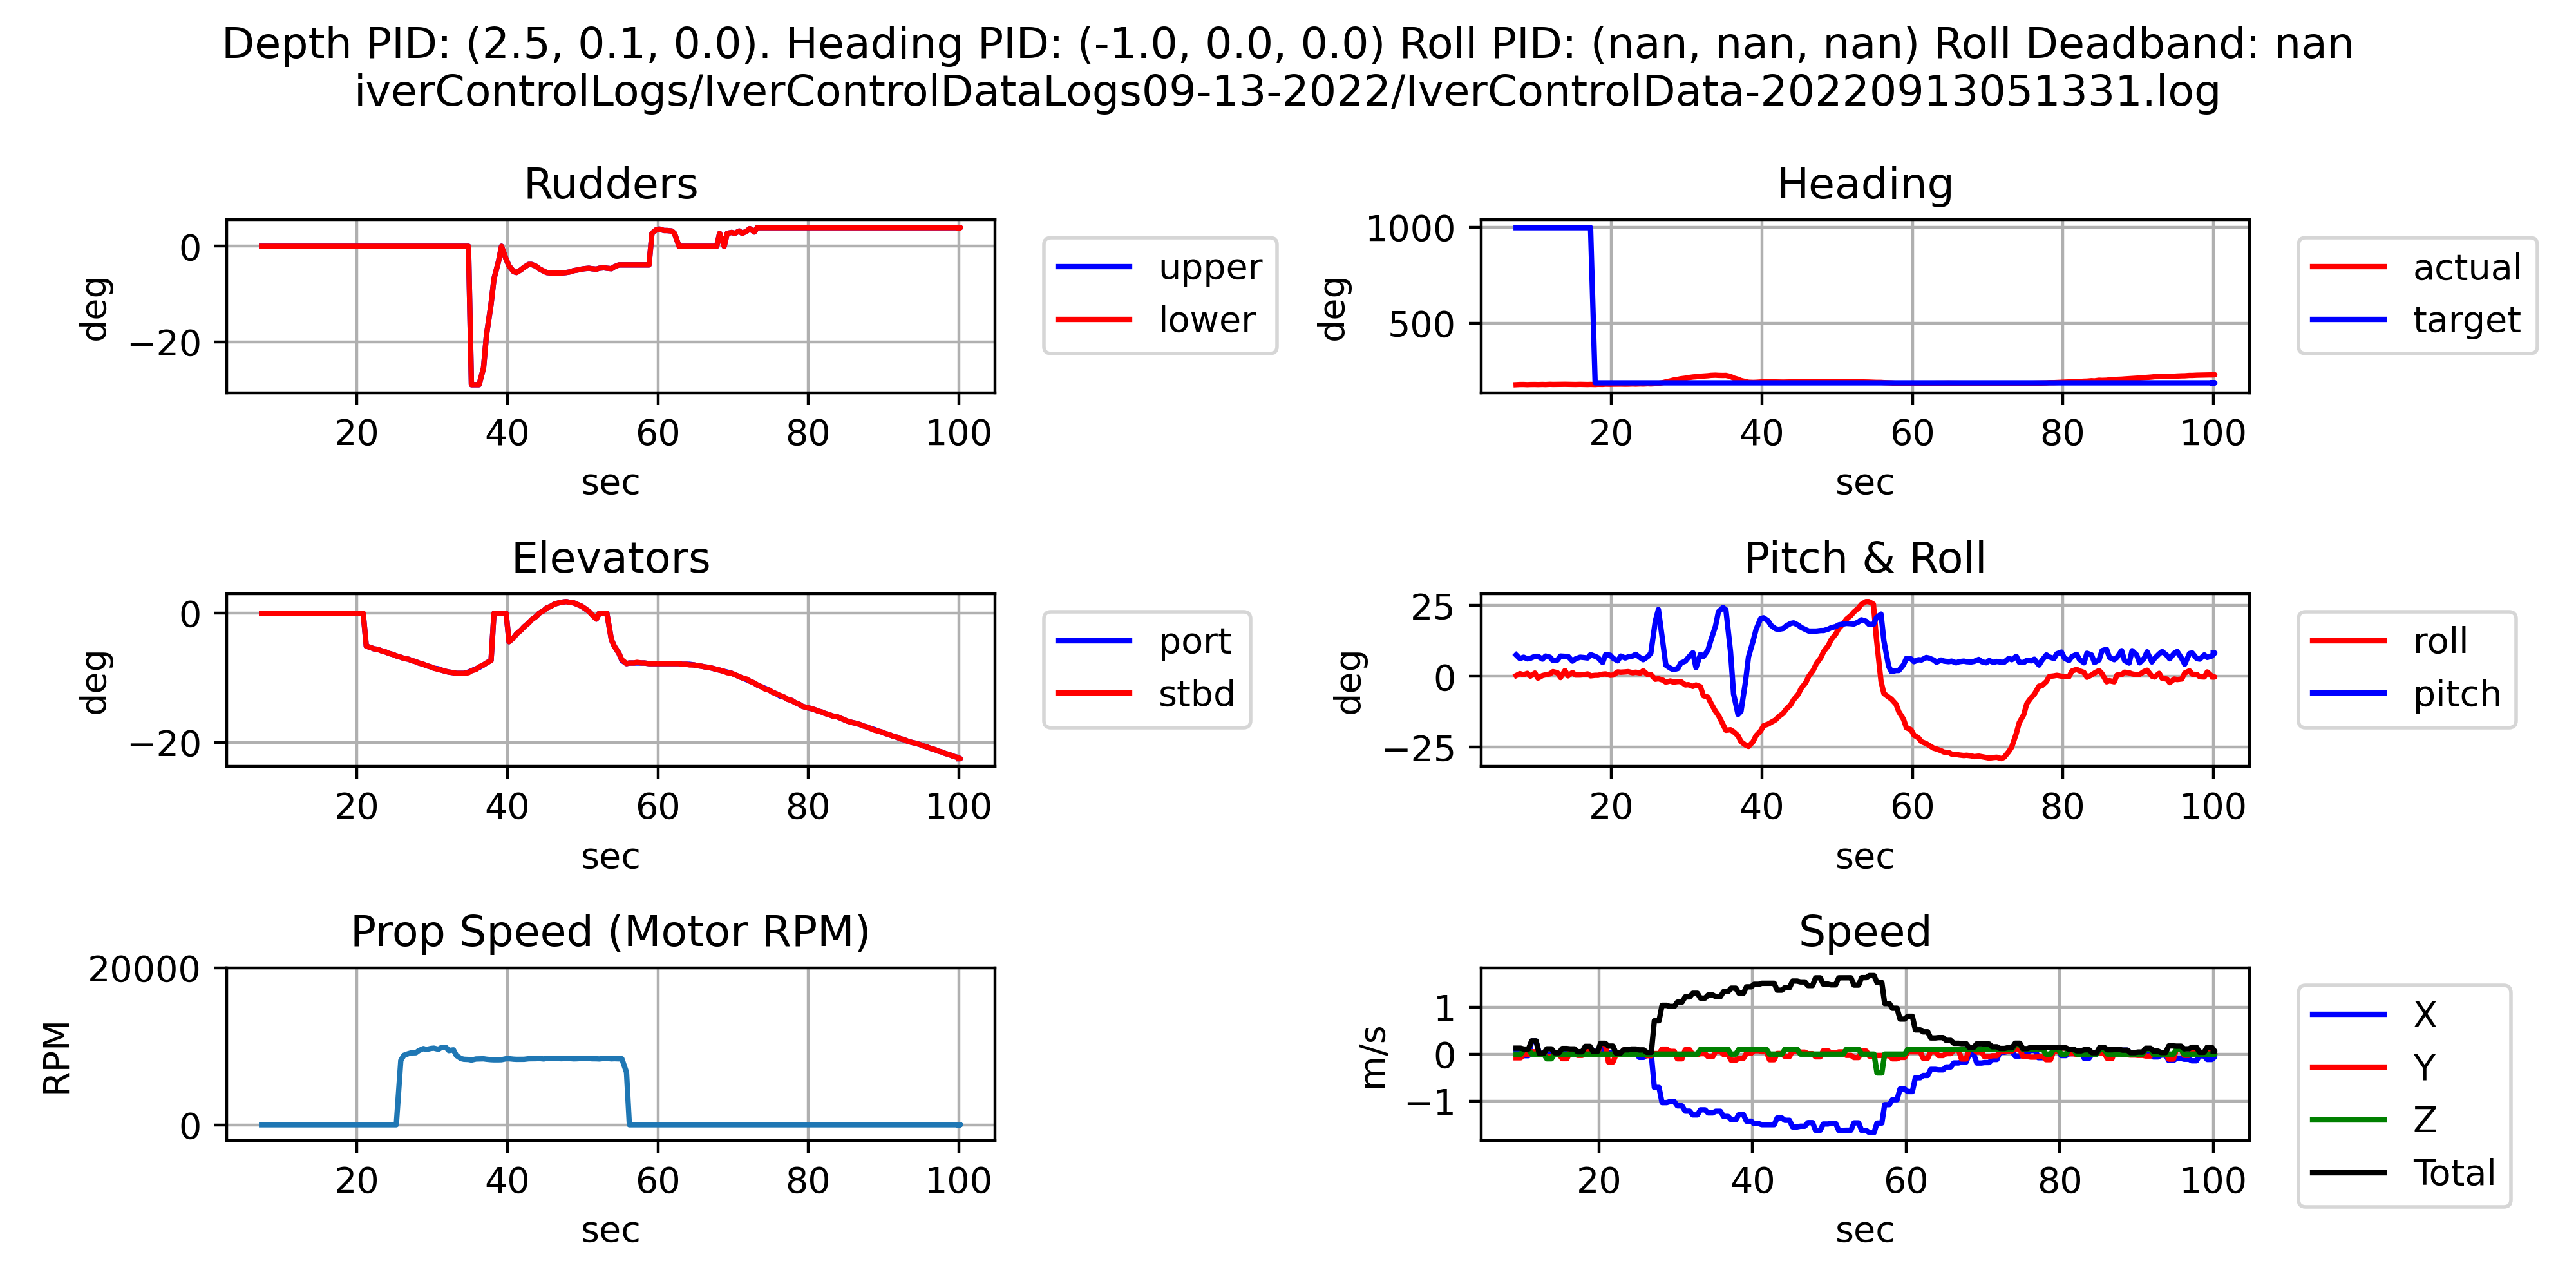 Depth PID: (2.5, 0.1, 0.0). Heading PID: (-1.0, 0.0, 0.0) Roll PID: (nan, nan, nan) Roll Deadband: nan
iverControlLogs/IverControlDataLogs09-13-2022/IverControlData-20220913051331.log
Rudders
0
−20
deg
20 40 60 80 100
sec
upper
lower
Heading
1000
500
deg
20 40 60 80 100
sec
actual
target
Elevators
0
−20
deg
20 40 60 80 100
sec
port
stbd
Pitch & Roll
25
0
−25
deg
20 40 60 80 100
sec
roll
pitch
Prop Speed (Motor RPM)
20000
0
RPM
20 40 60 80 100
sec
Speed
1
0
−1
m/s
20 40 60 80 100
sec
X
Y
Z
Total